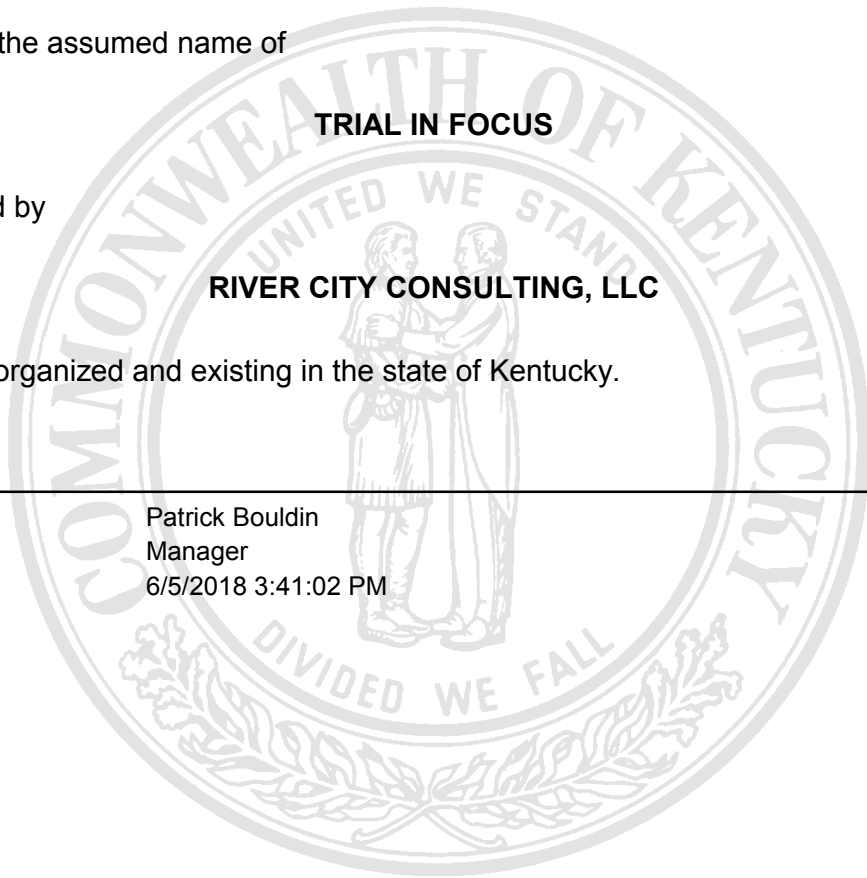 the assumed name of
TRIAL IN FOCUS
d by
RIVER CITY CONSULTING, LLC
organized and existing in the state of Kentucky.
Patrick Bouldin
Manager
6/5/2018 3:41:02 PM
COMMONWEALTH OF KENTUCKY
UNITED WE STAND
DIVIDED WE FALL